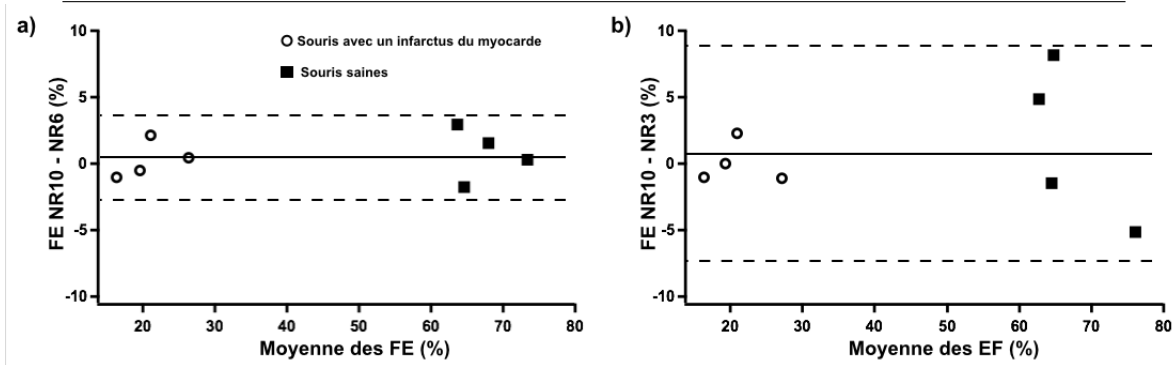 a)
FE NR10 - NR6 (%)
10
5
0
-5
-10
Souris avec un infarctus du myocarde
Souris saines
20 30 40 50 60 70 80
Moyenne des FE (%)
b)
FE NR10 - NR3 (%)
10
5
0
-5
-10
20 30 40 50 60 70 80
Moyenne des EF (%)